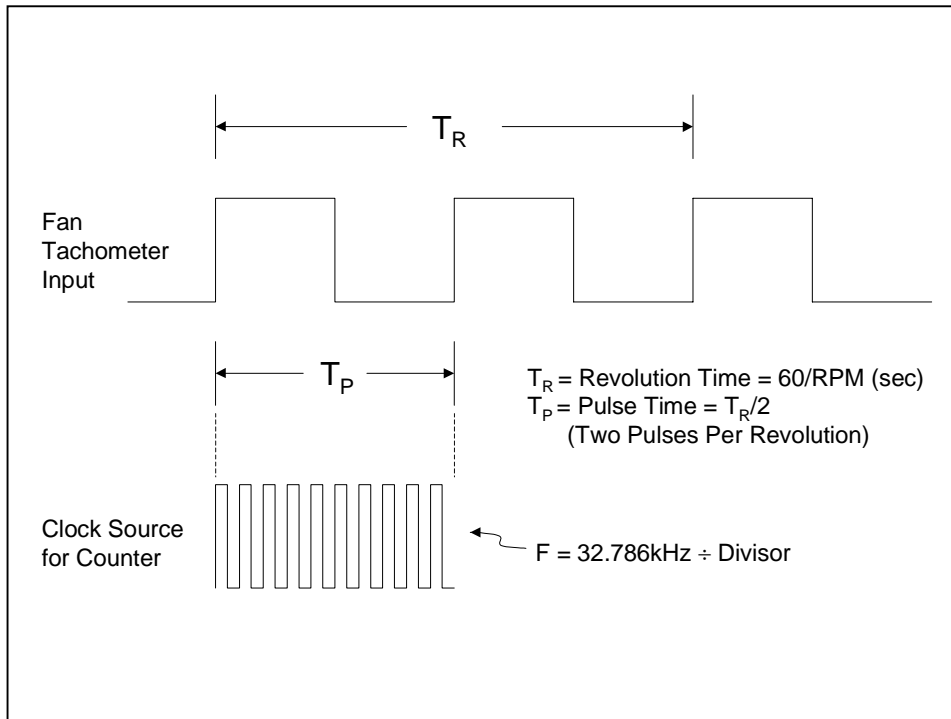 T_R
Fan
Tachometer
Input
T_P
T_R = Revolution Time = 60/RPM (sec)
T_P = Pulse Time = T_R/2
(Two Pulses Per Revolution)
Clock Source
for Counter
F = 32.786kHz ÷ Divisor